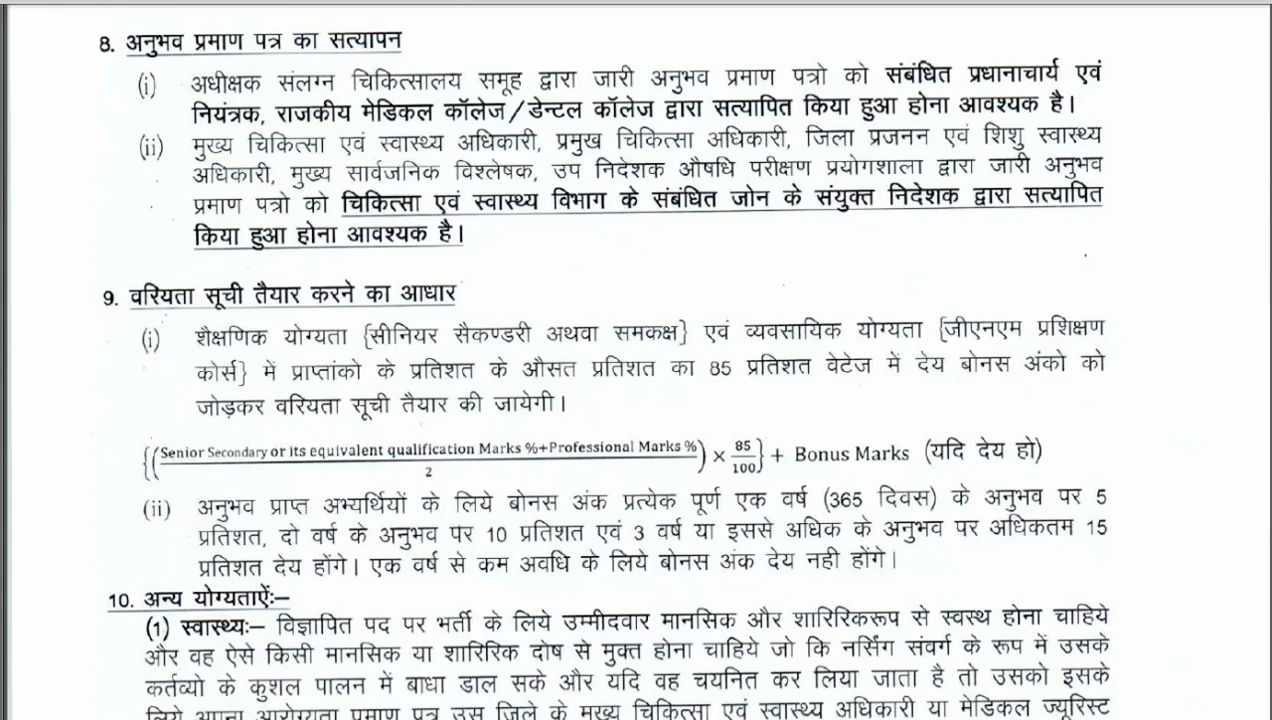 8. अनुभव प्रमाण पत्र का सत्यापन
(i) अधीक्षक संलग्न चिकित्सालय समूह द्वारा जारी अनुभव प्रमाण पत्रो को संबंधित प्रधानाचार्य एवं
नियंत्रक, राजकीय मेडिकल कॉलेज/डेन्टल कॉलेज द्वारा सत्यापित किया हुआ होना आवश्यक है।
(ii) मुख्य चिकित्सा एवं स्वास्थ्य अधिकारी, प्रमुख चिकित्सा अधिकारी, जिला प्रजनन एवं शिशु स्वास्थ्य
अधिकारी, मुख्य सार्वजनिक विश्लेषक, उप निदेशक औषधि परीक्षण प्रयोगशाला द्वारा जारी अनुभव
प्रमाण पत्रो को चिकित्सा एवं स्वास्थ्य विभाग के संबंधित जोन के संयुक्त निदेशक द्वारा सत्यापित
किया हुआ होना आवश्यक है।
9. वरियता सूची तैयार करने का आधार
(i) शैक्षणिक योग्यता {सीनियर सैकण्डरी अथवा समकक्ष} एवं व्यवसायिक योग्यता {जीएनएम प्रशिक्षण
कोर्स} में प्राप्तांको के प्रतिशत के औसत प्रतिशत का 85 प्रतिशत वेटेज में देय बोनस अंको को
जोड़कर वरियता सूची तैयार की जायेगी।
{(Senior Secondary or its equivalent qualification Marks %+Professional Marks %/2) × 85/100} + Bonus Marks (यदि देय हो)
(ii) अनुभव प्राप्त अभ्यर्थियों के लिये बोनस अंक प्रत्येक पूर्ण एक वर्ष (365 दिवस) के अनुभव पर 5
प्रतिशत, दो वर्ष के अनुभव पर 10 प्रतिशत एवं 3 वर्ष या इससे अधिक के अनुभव पर अधिकतम 15
प्रतिशत देय होंगे। एक वर्ष से कम अवधि के लिये बोनस अंक देय नही होंगे।
10. अन्य योग्यताऐं:–
(1) स्वास्थ्य:– विज्ञापित पद पर भर्ती के लिये उम्मीदवार मानसिक और शारिरिकरूप से स्वस्थ होना चाहिये
और वह ऐसे किसी मानसिक या शारिरिक दोष से मुक्त होना चाहिये जो कि नर्सिंग संवर्ग के रूप में उसके
कर्तव्यो के कुशल पालन में बाधा डाल सके और यदि वह चयनित कर लिया जाता है तो उसको इसके
लिये अपना आरोग्यता प्रमाण पत्र उस जिले के मुख्य चिकित्सा एवं स्वास्थ्य अधिकारी या मेडिकल ज्यूरिस्ट